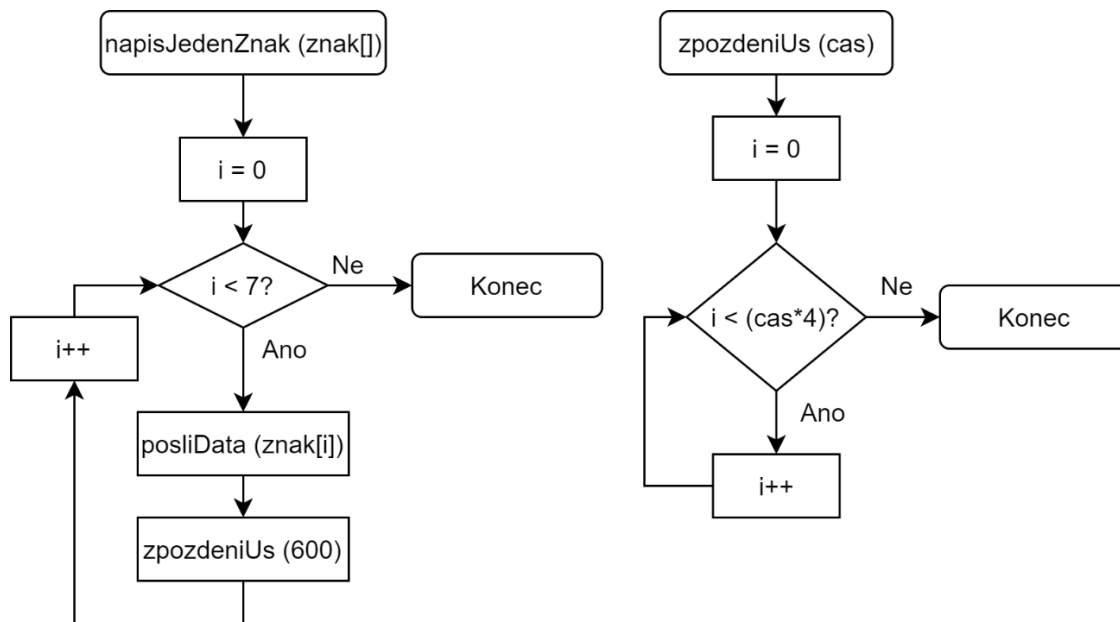 napisJedenZnak (znak[])
i = 0
i < 7?
Ne
Konec
i++
Ano
posliData (znak[i])
zpozdeniUs (600)
zpozdeniUs (cas)
i = 0
i < (cas*4)?
Ne
Konec
Ano
i++